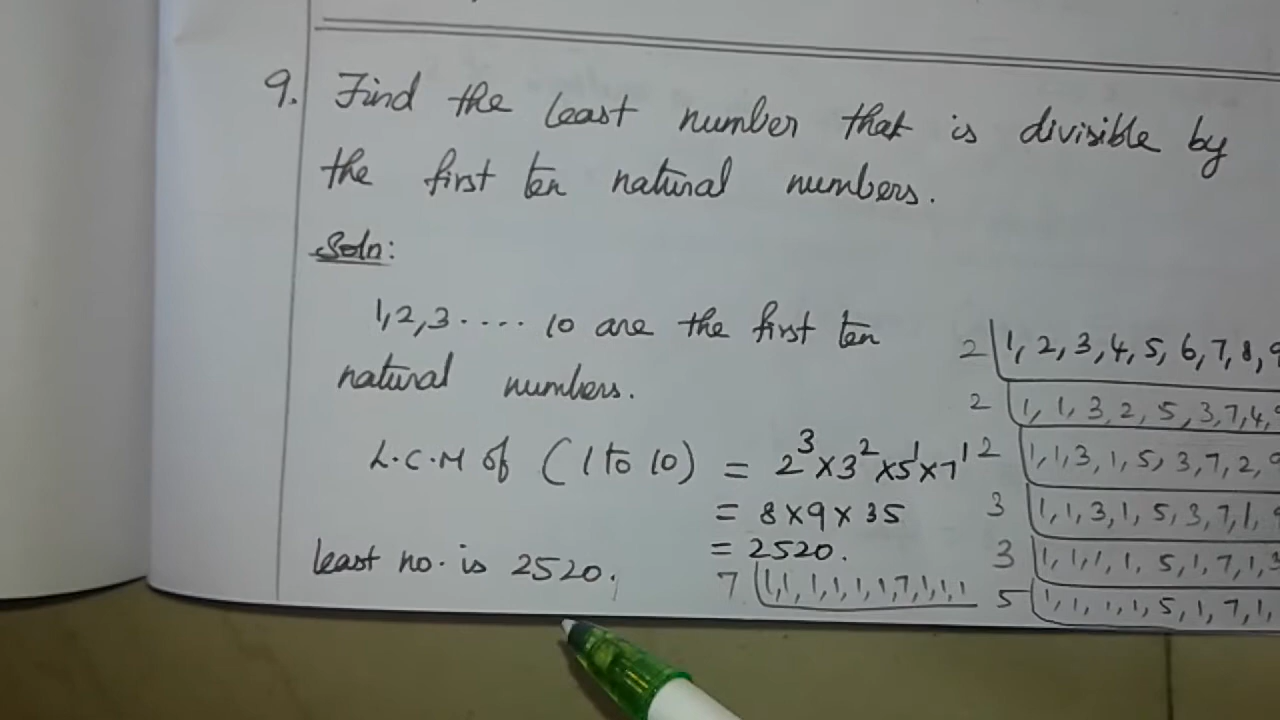 9. Find the least number that is divisible by
the first ten natural numbers.
Soln:
1,2,3.... 10 are the first ten
natural numbers.
L.C.M of (1 to 10) = 2³×3²×5¹×7¹
= 8×9×35
= 2520.
least no. is 2520.
2 | 1, 2, 3, 4, 5, 6, 7, 8, 9
2 | 1, 1, 3, 2, 5, 3, 7, 4, 9
2 | 1, 1, 3, 1, 5, 3, 7, 2, 9
3 | 1, 1, 3, 1, 5, 3, 7, 1, 9
3 | 1, 1, 1, 1, 5, 1, 7, 1, 3
5 | 1, 1, 1, 1, 5, 1, 7, 1,
7 | 1, 1, 1, 1, 1, 1, 7, 1, 1, 1